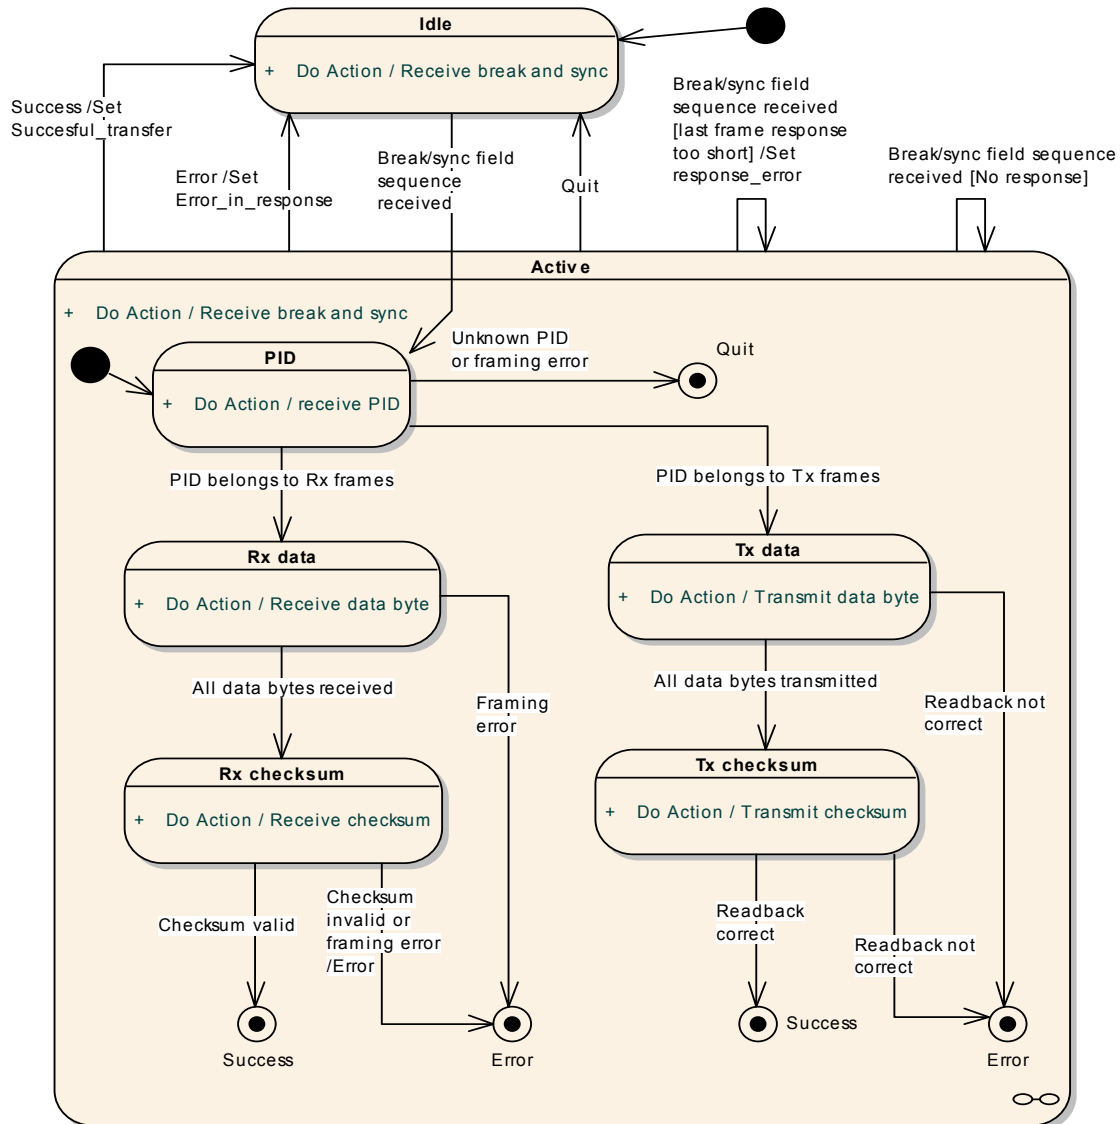 Idle
+ Do Action / Receive break and sync
Success /Set
Succesful_transfer
Error /Set
Error_in_response
Break/sync field
sequence
received
Quit
Break/sync field
sequence received
[last frame response
too short] /Set
response_error
Break/sync field sequence
received [No response]
Active
+ Do Action / Receive break and sync
PID
+ Do Action / receive PID
Unknown PID
or framing error
Quit
PID belongs to Rx frames
PID belongs to Tx frames
Rx data
+ Do Action / Receive data byte
Tx data
+ Do Action / Transmit data byte
All data bytes received
Framing
error
All data bytes transmitted
Readback not
correct
Rx checksum
+ Do Action / Receive checksum
Tx checksum
+ Do Action / Transmit checksum
Checksum valid
Checksum
invalid or
framing error
/Error
Readback
correct
Readback not
correct
Success
Error
Success
Error